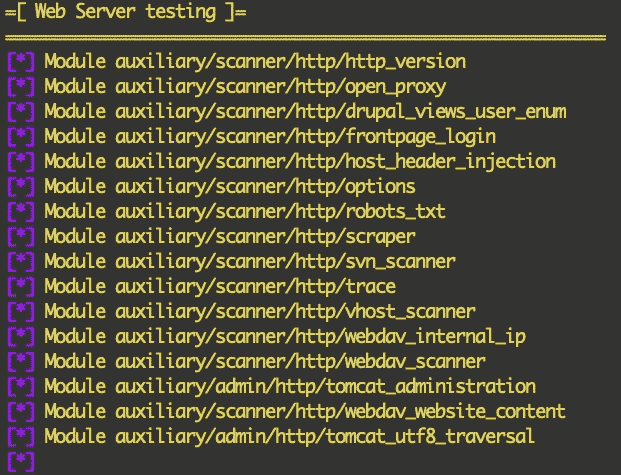 =[ Web Server testing ]=
============================================================
[*] Module auxiliary/scanner/http/http_version
[*] Module auxiliary/scanner/http/open_proxy
[*] Module auxiliary/scanner/http/drupal_views_user_enum
[*] Module auxiliary/scanner/http/frontpage_login
[*] Module auxiliary/scanner/http/host_header_injection
[*] Module auxiliary/scanner/http/options
[*] Module auxiliary/scanner/http/robots_txt
[*] Module auxiliary/scanner/http/scraper
[*] Module auxiliary/scanner/http/svn_scanner
[*] Module auxiliary/scanner/http/trace
[*] Module auxiliary/scanner/http/vhost_scanner
[*] Module auxiliary/scanner/http/webdav_internal_ip
[*] Module auxiliary/scanner/http/webdav_scanner
[*] Module auxiliary/admin/http/tomcat_administration
[*] Module auxiliary/scanner/http/webdav_website_content
[*] Module auxiliary/admin/http/tomcat_utf8_traversal
[*]